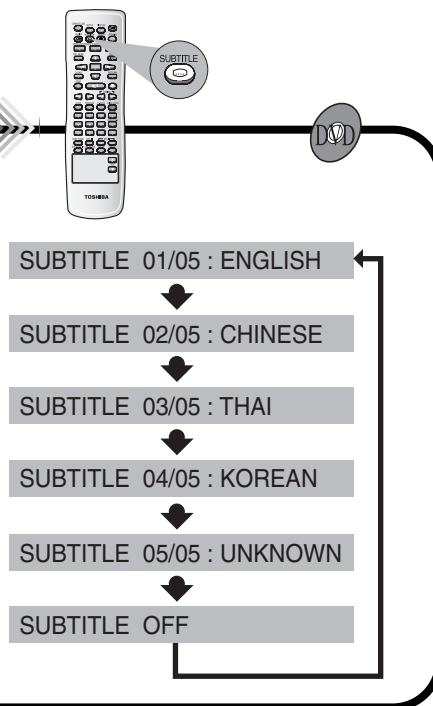 SUBTITLE
DVD
TOSHIBA
SUBTITLE 01/05 : ENGLISH
SUBTITLE 02/05 : CHINESE
SUBTITLE 03/05 : THAI
SUBTITLE 04/05 : KOREAN
SUBTITLE 05/05 : UNKNOWN
SUBTITLE OFF